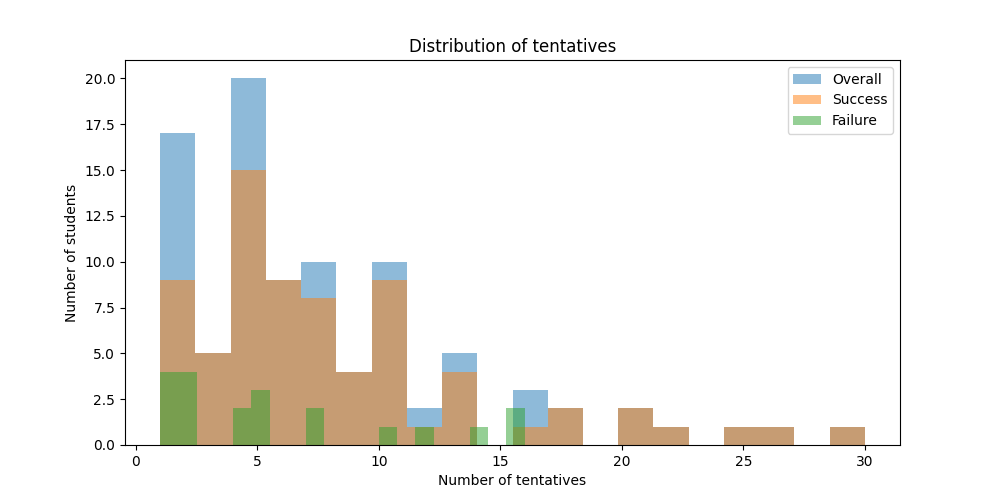 Distribution of tentatives
Overall
Success
Failure
20.0
17.5
15.0
12.5
10.0
7.5
5.0
2.5
0.0
Number of students
0 5 10 15 20 25 30
Number of tentatives